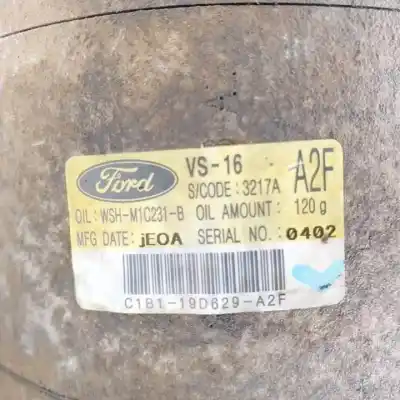 Ford
VS-16
A2F
S/CODE : 3217A
OIL : WSH-M1C231-B OIL AMOUNT : 120 g
MFG DATE: jEOA SERIAL NO. : 0402
C1B1-19D629-A2F